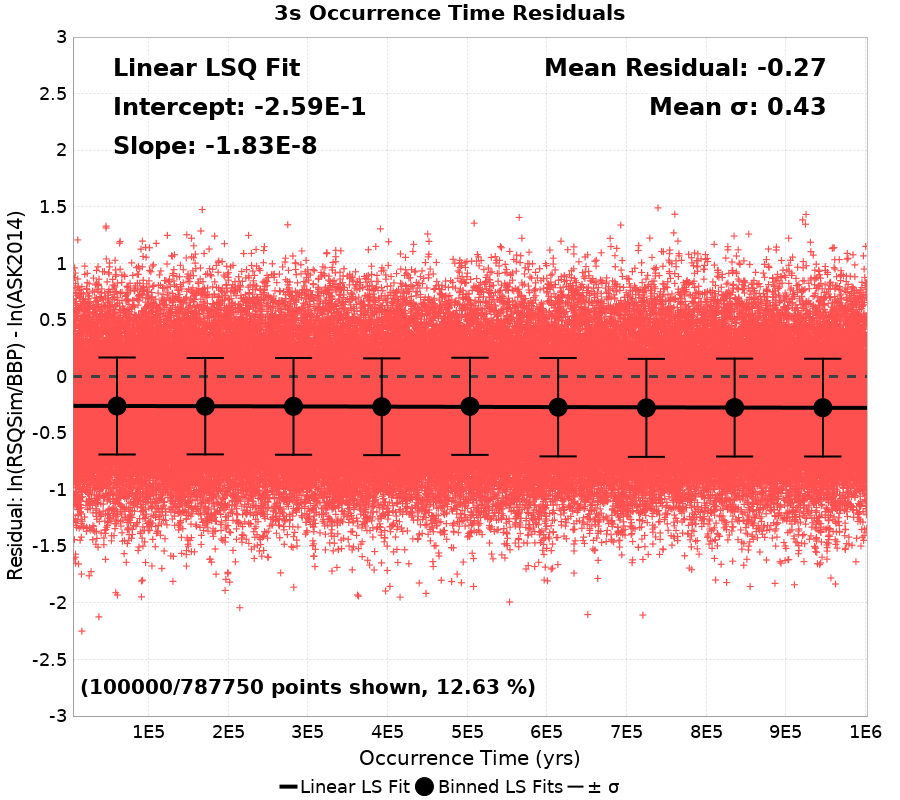 3s Occurrence Time Residuals
Linear LSQ Fit
Intercept: -2.59E-1
Slope: -1.83E-8
Mean Residual: -0.27
Mean σ: 0.43
Residual: ln(RSQSim/BBP) - ln(ASK2014)
3
2.5
2
1.5
1
0.5
0
-0.5
-1
-1.5
-2
-2.5
-3
(100000/787750 points shown, 12.63 %)
1E5 2E5 3E5 4E5 5E5 6E5 7E5 8E5 9E5 1E6
Occurrence Time (yrs)
Linear LS Fit Binned LS Fits ± σ